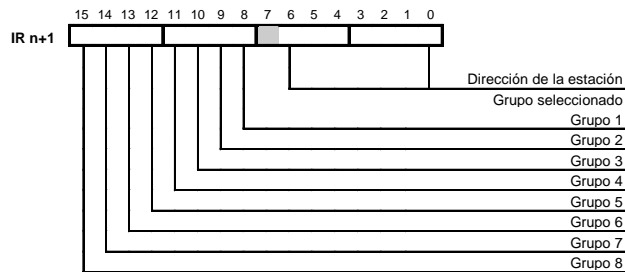 15 14 13 12 11 10 9 8 7 6 5 4 3 2 1 0
IR n+1
Dirección de la estación
Grupo seleccionado
Grupo 1
Grupo 2
Grupo 3
Grupo 4
Grupo 5
Grupo 6
Grupo 7
Grupo 8